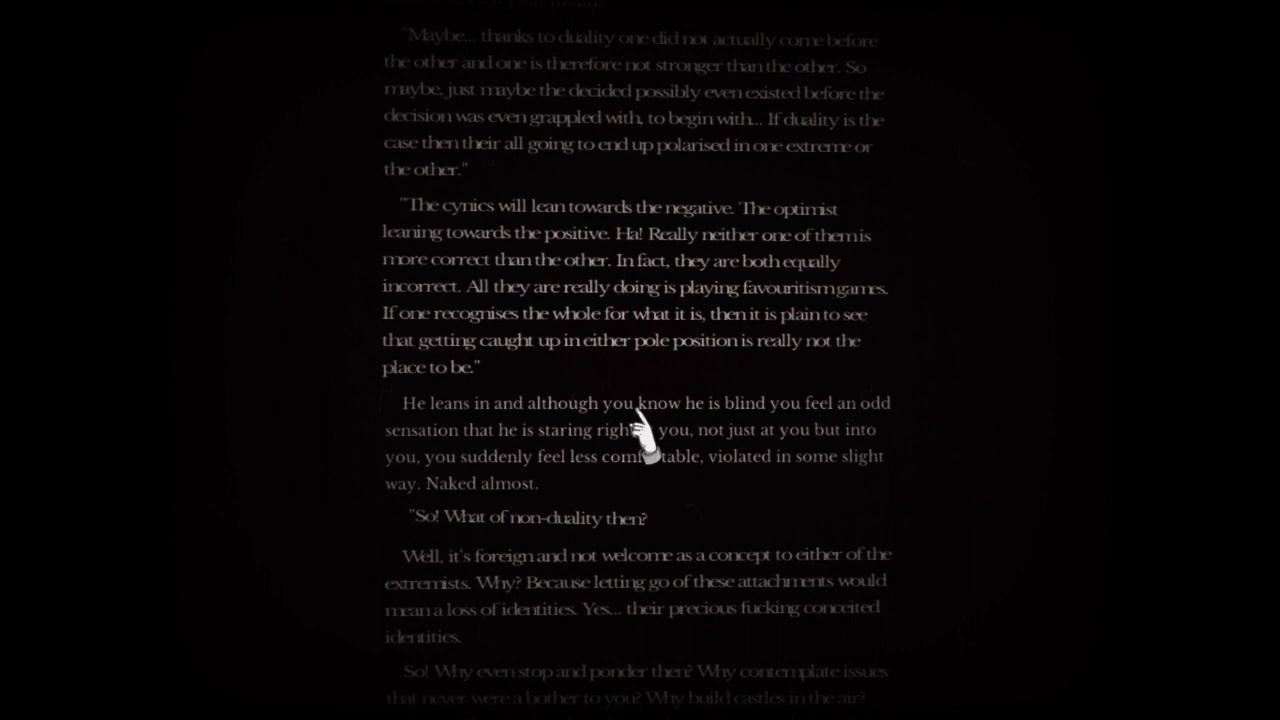 "Maybe... thanks to duality one did not actually come before
the other and one is therefore not stronger than the other. So
maybe, just maybe the decided possibly even existed before the
decision was even grappled with, to begin with... If duality is the
case then their all going to end up polarised in one extreme or
the other."
"The cynics will lean towards the negative. The optimist
leaning towards the positive. Ha! Really neither one of them is
more correct than the other. In fact, they are both equally
incorrect. All they are really doing is playing favouritism games.
If one recognises the whole for what it is, then it is plain to see
that getting caught up in either pole position is really not the
place to be."
He leans in and although you know he is blind you feel an odd
sensation that he is staring right you, not just at you but into
you, you suddenly feel less comfortable, violated in some slight
way. Naked almost.
"So! What of non-duality then?
Well, it's foreign and not welcome as a concept to either of the
extremists. Why? Because letting go of these attachments would
mean a loss of identities. Yes... their precious fucking conceited
identities.
So! Why even stop and ponder then? Why contemplate issues
that never were a bother to you? Why build castles in the air?